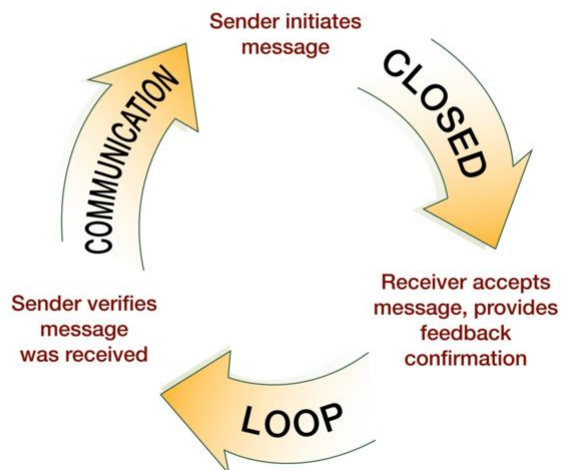 Sender initiates
message
CLOSED
Receiver accepts
message, provides
feedback
confirmation
LOOP
Sender verifies
message
was received
COMMUNICATION